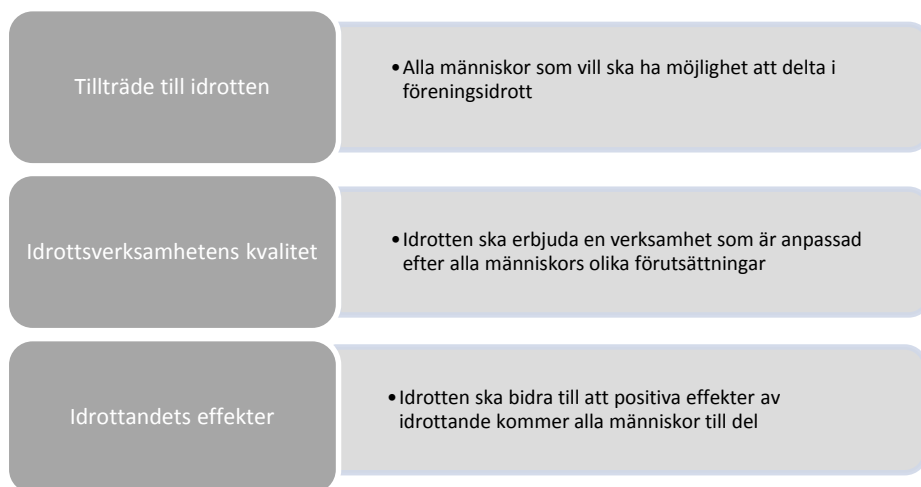 Tillträde till idrotten
•Alla människor som vill ska ha möjlighet att delta i
föreningsidrott
Idrottsverksamhetens kvalitet
•Idrotten ska erbjuda en verksamhet som är anpassad
efter alla människors olika förutsättningar
Idrottandets effekter
•Idrotten ska bidra till att positiva effekter av
idrottande kommer alla människor till del